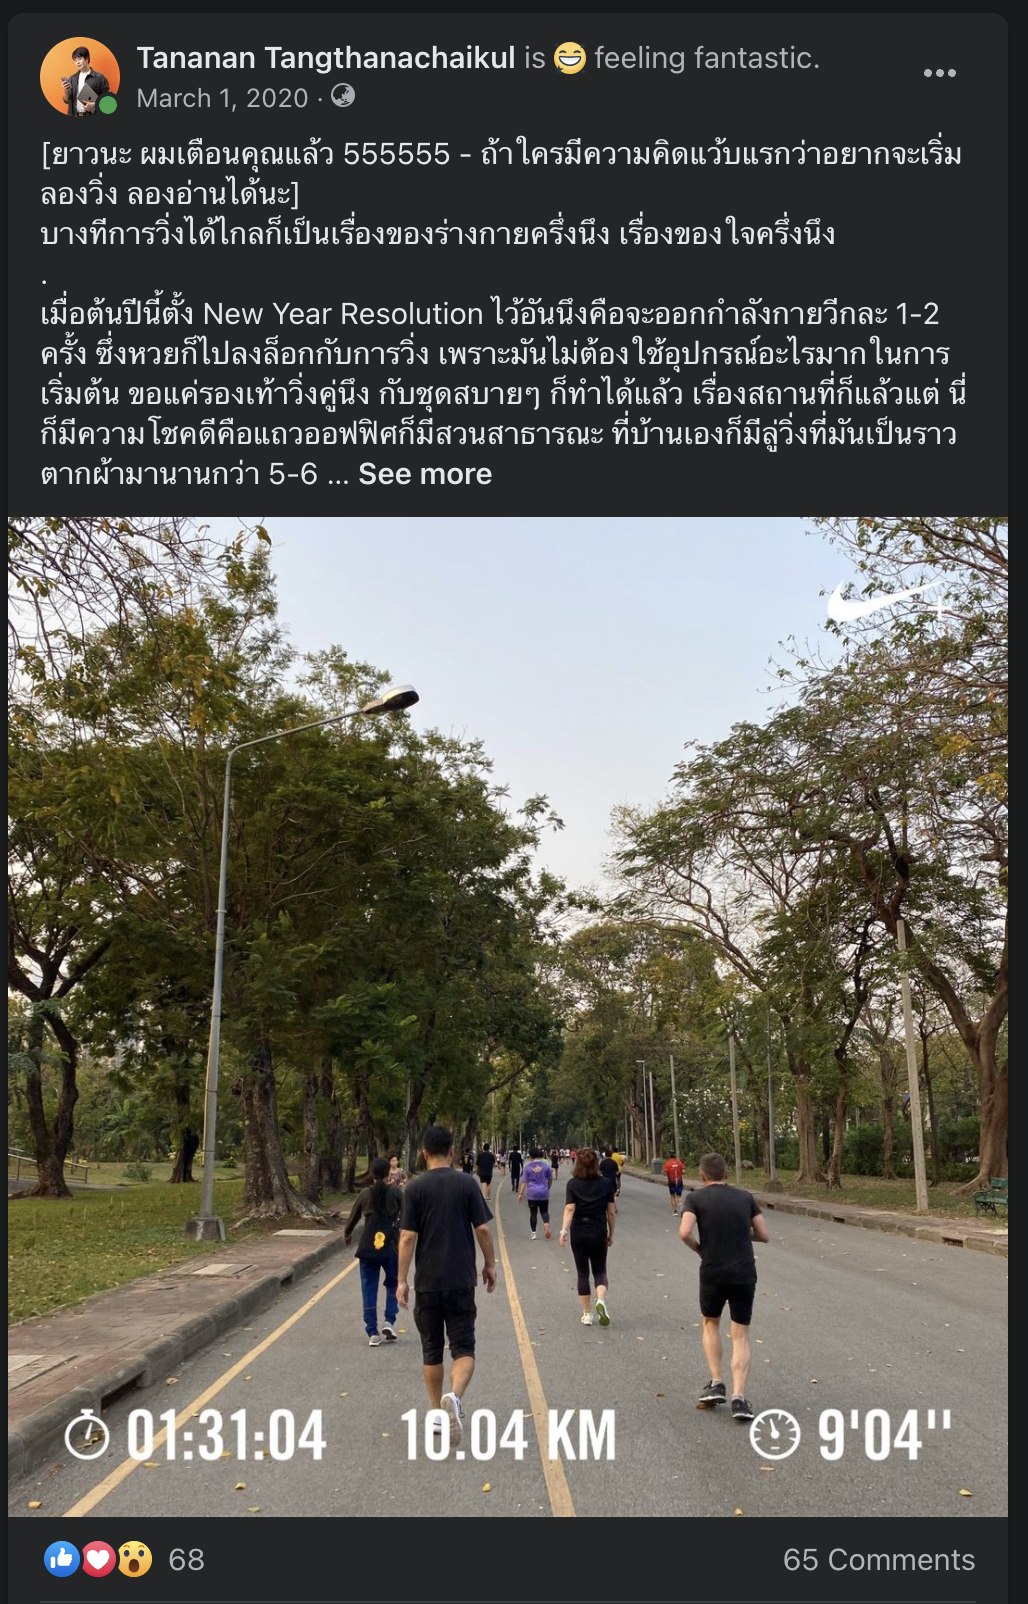 Tananan Tangthanachaikul is 😄 feeling fantastic.
March 1, 2020 ·
[ยาวนะ ผมเตือนคุณแล้ว 555555 - ถ้าใครมีความคิดแว้บแรกว่าอยากจะเริ่ม
ลองวิ่ง ลองอ่านได้นะ]
บางทีการวิ่งได้ไกลก็เป็นเรื่องของร่างกายครึ่งนึง เรื่องของใจครึ่งนึง
.
เมื่อต้นปีนี้ตั้ง New Year Resolution ไว้อันนึงคือจะออกกำลังกายวีกละ 1-2
ครั้ง ซึ่งหวยก็ไปลงล็อกกับการวิ่ง เพราะมันไม่ต้องใช้อุปกรณ์อะไรมากในการ
เริ่มต้น ขอแค่รองเท้าวิ่งคู่นึง กับชุดสบายๆ ก็ทำได้แล้ว เรื่องสถานที่ก็แล้วแต่ นี่
ก็มีความโชคดีคือแถวออฟฟิศก็มีสวนสาธารณะ ที่บ้านเองก็มีลู่วิ่งที่มันเป็นราว
ตากผ้ามานานกว่า 5-6 ... See more
01:31:04 10.04 KM 9'04''
68 65 Comments